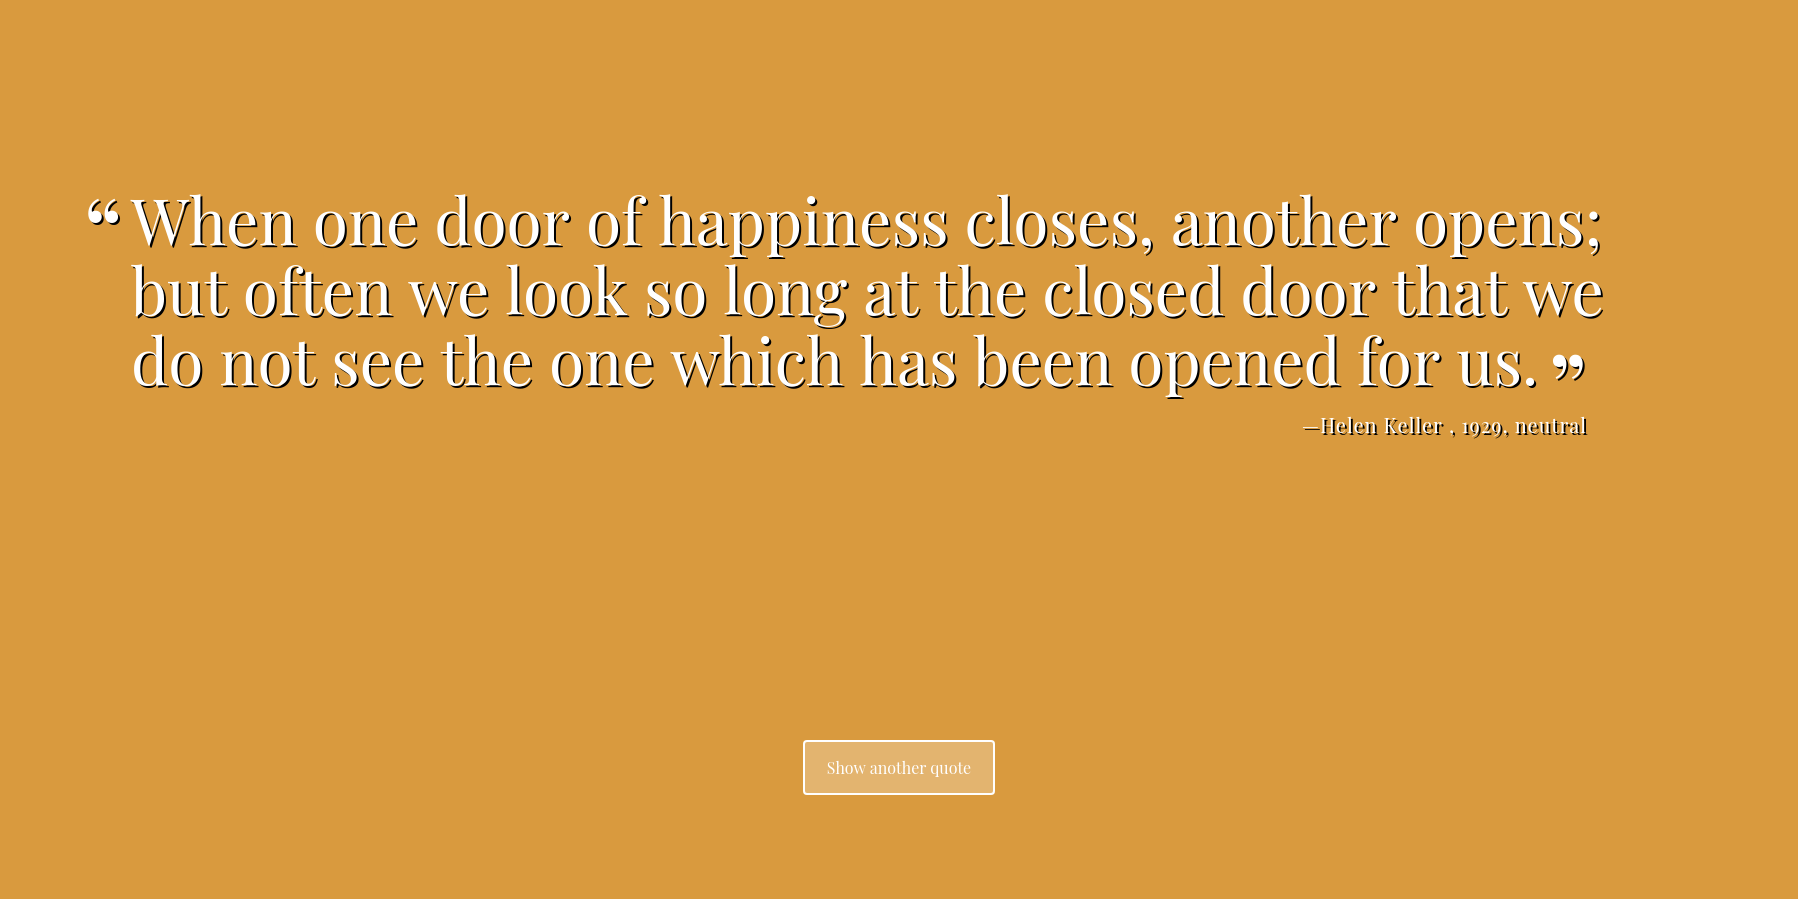 “When one door of happiness closes, another opens;
but often we look so long at the closed door that we
do not see the one which has been opened for us.”
—Helen Keller , 1929, neutral
Show another quote